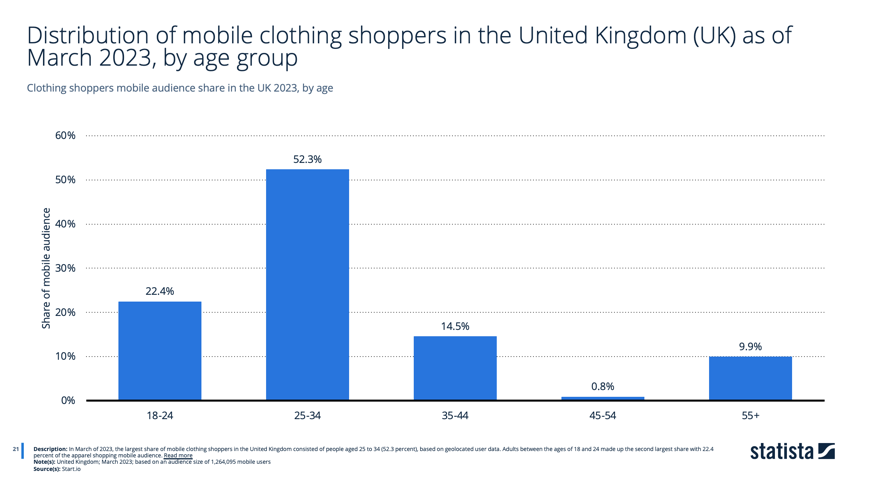 Distribution of mobile clothing shoppers in the United Kingdom (UK) as of
March 2023, by age group
Clothing shoppers mobile audience share in the UK 2023, by age
Share of mobile audience
60%
50%
40%
30%
20%
10%
0%
22.4%
52.3%
14.5%
0.8%
9.9%
18-24
25-34
35-44
45-54
55+
21
Description: In March of 2023, the largest share of mobile clothing shoppers in the United Kingdom consisted of people aged 25 to 34 (52.3 percent), based on geolocated user data. Adults between the ages of 18 and 24 made up the second largest share with 22.4
percent of the apparel shopping mobile audience. Read more
Note(s): United Kingdom; March 2023; based on an audience size of 1,264,095 mobile users
Source(s): Start.io
statista